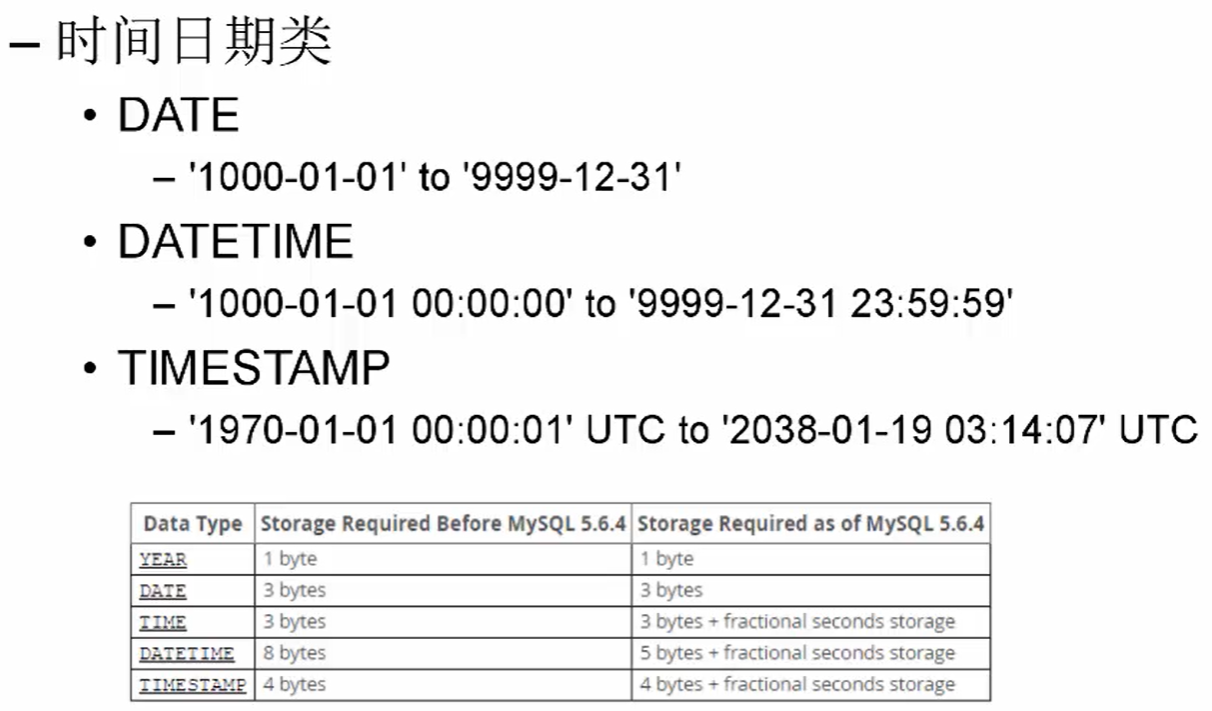 – 时间日期类
• DATE
– '1000-01-01' to '9999-12-31'
• DATETIME
– '1000-01-01 00:00:00' to '9999-12-31 23:59:59'
• TIMESTAMP
– '1970-01-01 00:00:01' UTC to '2038-01-19 03:14:07' UTC
Data Type Storage Required Before MySQL 5.6.4 Storage Required as of MySQL 5.6.4
YEAR 1 byte 1 byte
DATE 3 bytes 3 bytes
TIME 3 bytes 3 bytes + fractional seconds storage
DATETIME 8 bytes 5 bytes + fractional seconds storage
TIMESTAMP 4 bytes 4 bytes + fractional seconds storage